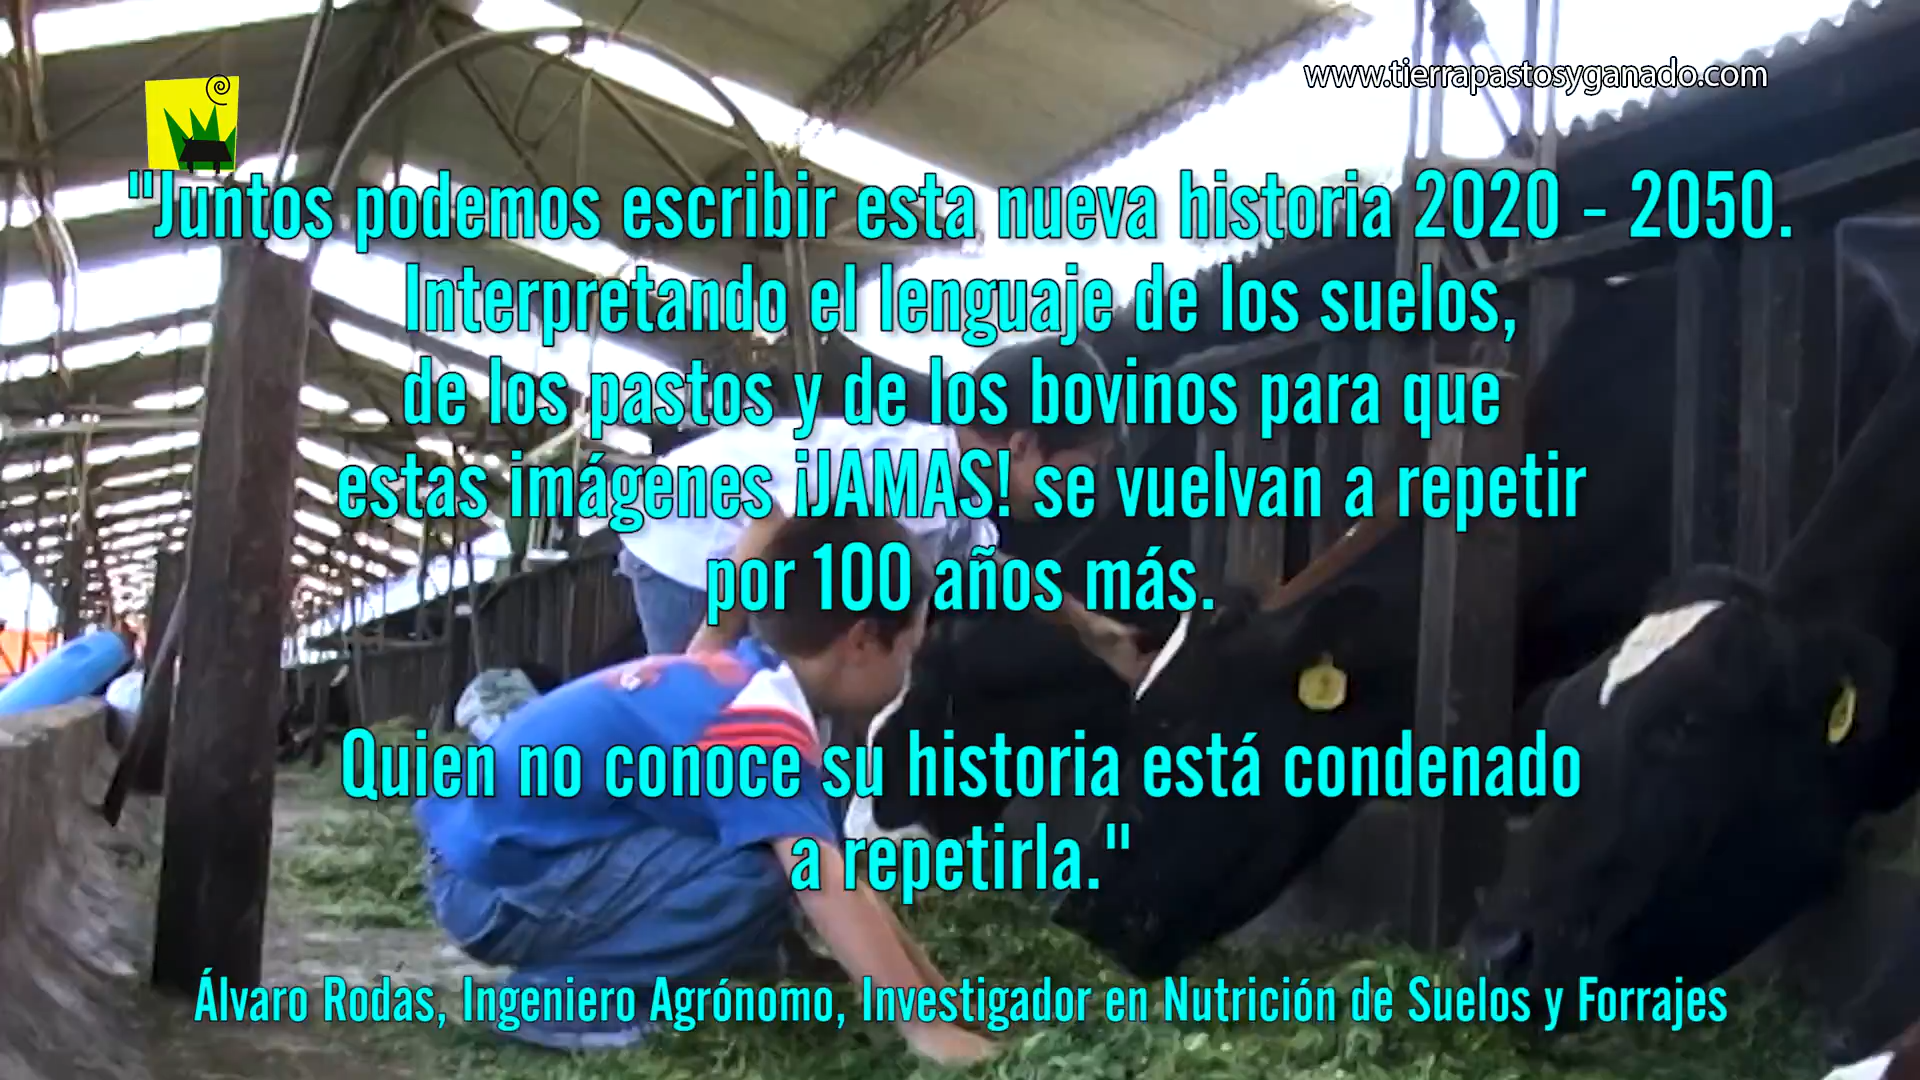 www.tierrapastosyganado.com
"Juntos podemos escribir esta nueva historia 2020 - 2050.
Interpretando el lenguaje de los suelos,
de los pastos y de los bovinos para que
estas imágenes ¡JAMAS! se vuelvan a repetir
por 100 años más.
Quien no conoce su historia está condenado
a repetirla."
Álvaro Rodas, Ingeniero Agrónomo, Investigador en Nutrición de Suelos y Forrajes